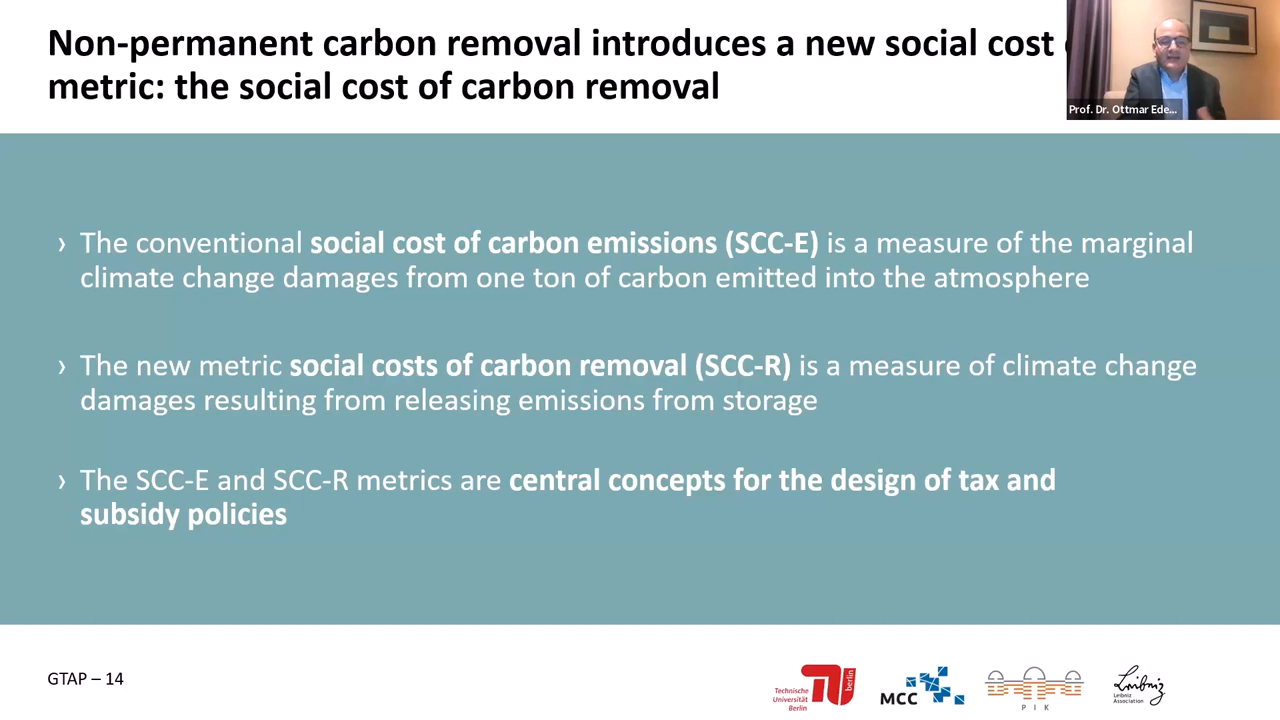 Non-permanent carbon removal introduces a new social cost
metric: the social cost of carbon removal
Prof. Dr. Ottmar Ede...
› The conventional social cost of carbon emissions (SCC-E) is a measure of the marginal
climate change damages from one ton of carbon emitted into the atmosphere
› The new metric social costs of carbon removal (SCC-R) is a measure of climate change
damages resulting from releasing emissions from storage
› The SCC-E and SCC-R metrics are central concepts for the design of tax and
subsidy policies
GTAP – 14
Technische
Universität
Berlin
berlin
MCC
P I K
Leibniz
Leibniz
Association